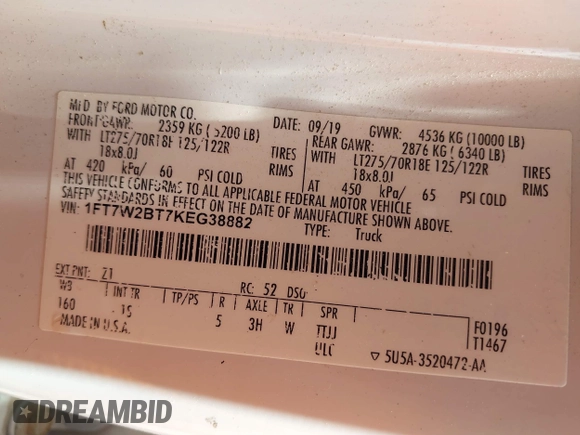 MFD BY FORD MOTOR CO.
DATE: 09/19
GVWR: 4536 KG (10000 LB)
FRONT GAWR: 2359 KG (5200 LB)
REAR GAWR: 2876 KG (6340 LB)
WITH LT275/70R18E 125/122R TIRES
WITH LT275/70R18E 125/122R TIRES
18x8.0J RIMS
18x8.0J RIMS
AT 420 kPa/ 60 PSI COLD
AT 450 kPa/ 65 PSI COLD
THIS VEHICLE CONFORMS TO ALL APPLICABLE FEDERAL MOTOR VEHICLE
SAFETY STANDARDS IN EFFECT ON THE DATE OF MANUFACTURE SHOWN ABOVE.
VIN: 1FT7W2BT7KEG38882
TYPE: Truck
EXT PNT: Z1
RC: 52 DSO:
WB INT TR TP/PS R AXLE TR SPR
160 15 5 3H W TTJJ
ULC
F0196
T1467
MADE IN U.S.A.
5U5A-3520472-AA
DREAMBID